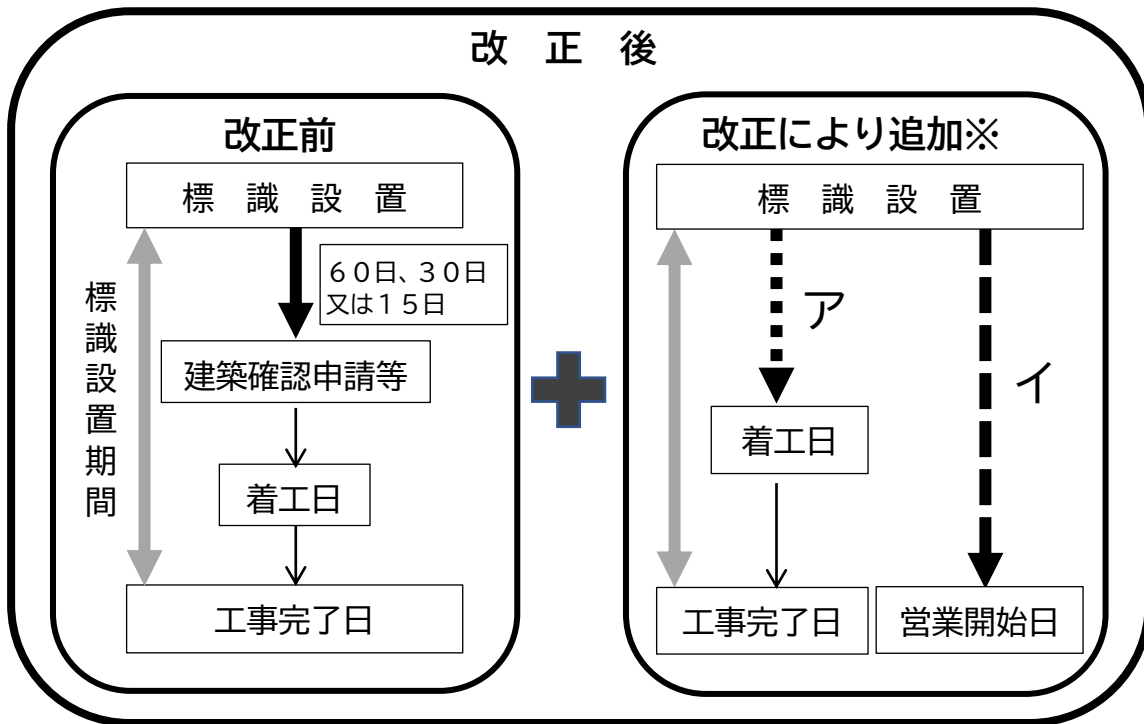 改 正 後
改正前
標 識 設 置
６０日、３０日
又は１５日
標識設置期間
建築確認申請等
着工日
工事完了日
改正により追加※
標 識 設 置
ア
イ
着工日
工事完了日
営業開始日